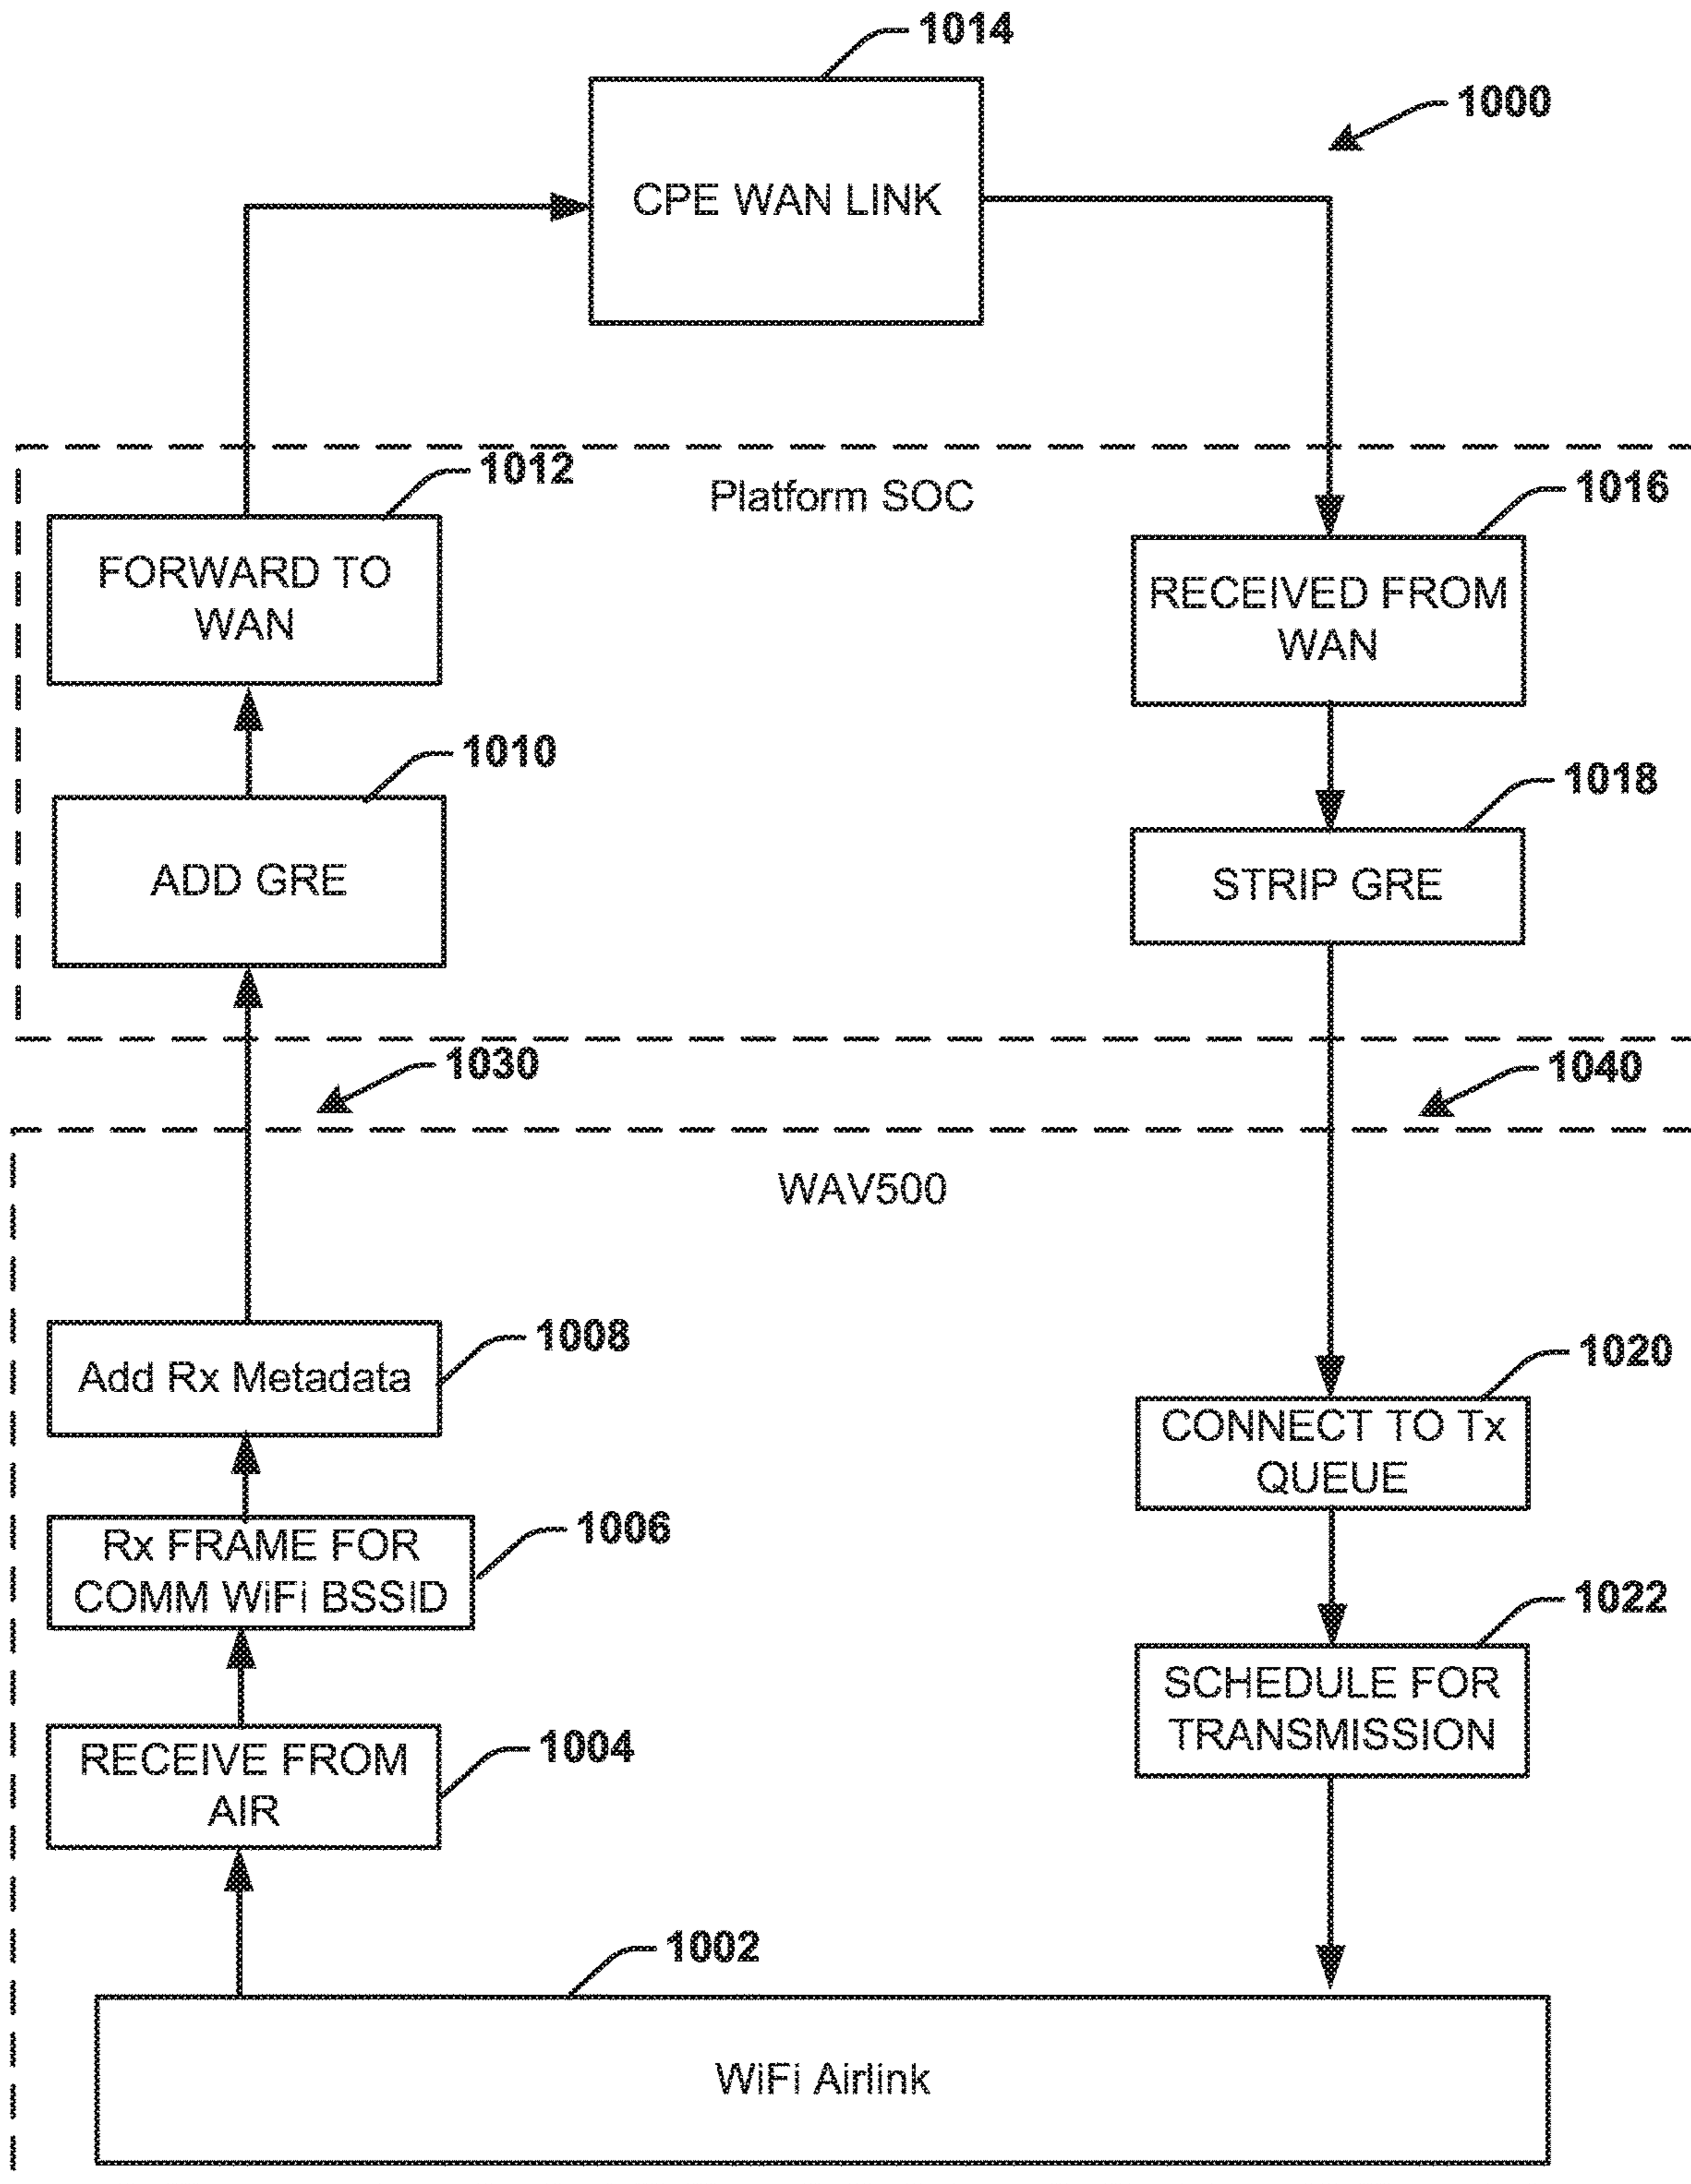 1014
1000
CPE WAN LINK
1012
Platform SOC
1016
FORWARD TO
WAN
RECEIVED FROM
WAN
1010
1018
ADD GRE
STRIP GRE
1030
1040
WAV500
1008
Add Rx Metadata
1020
CONNECT TO Tx
QUEUE
1006
Rx FRAME FOR
COMM WiFi BSSID
1022
SCHEDULE FOR
TRANSMISSION
1004
RECEIVE FROM
AIR
1002
WiFi Airlink